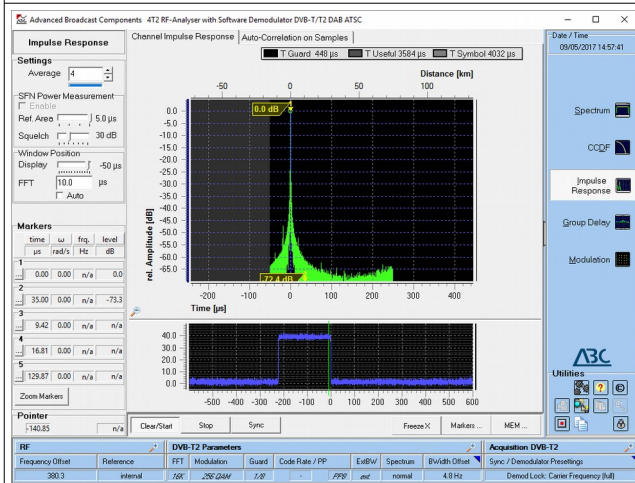 Advanced Broadcast Components 4T2 RF-Analyser with Software Demodulator DVB-T/T2 DAB ATSC
Impulse Response
Settings
Average 4
SFN Power Measurement
Enable
Ref. Area 5.0 µs
Squelch 30 dB
Window Position
Display -50 µs
FFT 10.0 µs
Auto
Markers
time ω frq. level
µs rad/s Hz dB
1
... 0.00 0.00 n/a 0.0
2
... 35.00 0.00 n/a -73.3
3
... 9.42 0.00 n/a n/a
4
... 16.81 0.00 n/a n/a
5
... 129.87 0.00 n/a n/a
Zoom Markers
Pointer
-140.85 n/a
Channel Impulse Response Auto-Correlation on Samples
T Guard 448 µs T Useful 3584 µs T Symbol 4032 µs
Distance [km]
-50 0 50 100
0.0 dB
rel. Amplitude [dB]
0.0
-5.0
-10.0
-15.0
-20.0
-25.0
-30.0
-35.0
-40.0
-45.0
-50.0
-55.0
-60.0
-65.0
-72.4 dB
-200 -100 0 100 200 300 400
Time [µs]
40.0
30.0
20.0
10.0
0.0
-500 -400 -300 -200 -100 0 100 200 300 400 500 600
Clear/Start Stop Sync Freeze X Markers ... MEM ...
Date / Time
09/05/2017 14:57:41
Spectrum
CCDF
Impulse Response
Group Delay
Modulation
ABC
Utilities
RF
Frequency Offset Reference
380.3 internal
DVB-T2 Parameters
FFT Modulation Guard Code Rate / PP ExtBW Spectrum BWidth Offset
16K 256 QAM 1/8 - PP8 ext normal 4.8 Hz
Acquisition DVB-T2
Sync / Demodulator Presettings
Demod Lock: Carrier Frequency (full)